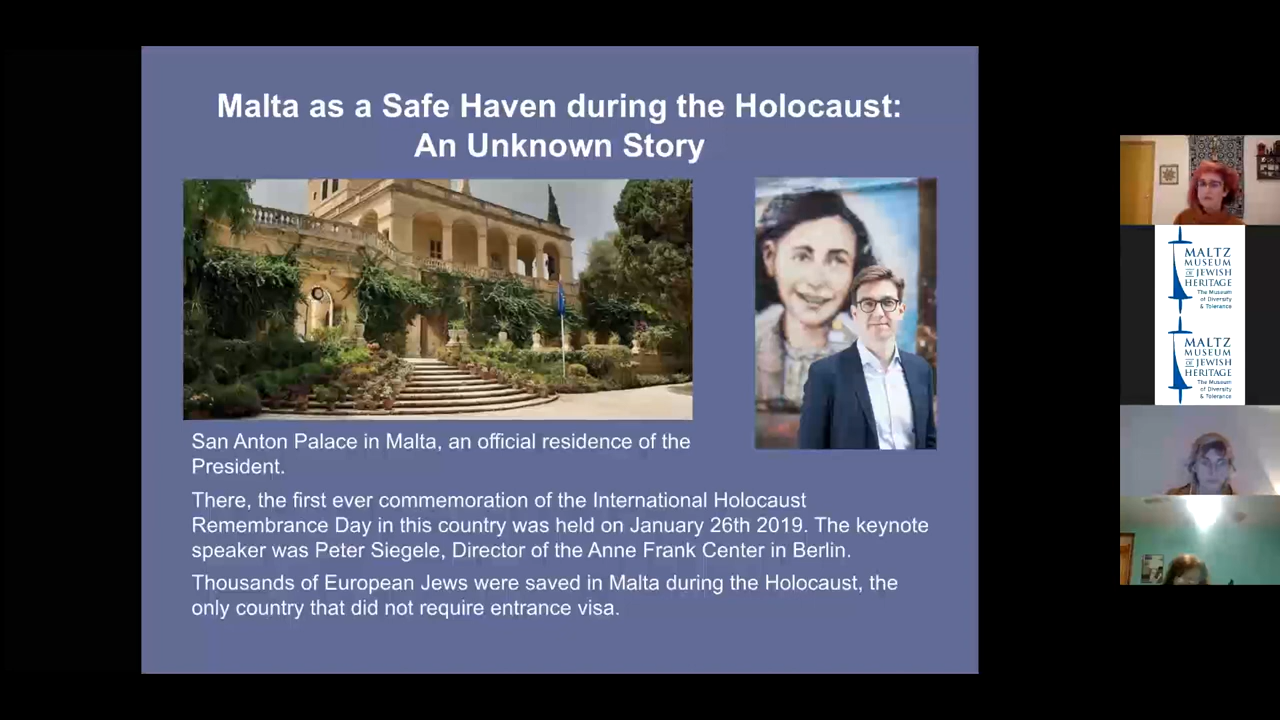 Malta as a Safe Haven during the Holocaust:
An Unknown Story
San Anton Palace in Malta, an official residence of the
President.
There, the first ever commemoration of the International Holocaust
Remembrance Day in this country was held on January 26th 2019. The keynote
speaker was Peter Siegele, Director of the Anne Frank Center in Berlin.
Thousands of European Jews were saved in Malta during the Holocaust, the
only country that did not require entrance visa.
MALTZ
MUSEUM
OF JEWISH
HERITAGE
The Museum
of Diversity
& Tolerance
MALTZ
MUSEUM
OF JEWISH
HERITAGE
The Museum
of Diversity
& Tolerance